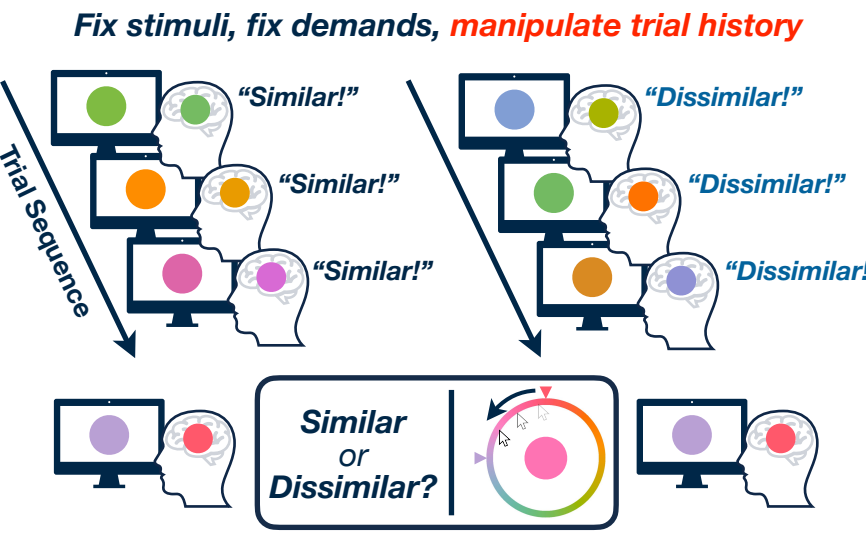 Fix stimuli, fix demands, manipulate trial history
Trial Sequence
“Similar!”
“Similar!”
“Similar!”
“Dissimilar!”
“Dissimilar!”
“Dissimilar!
Similar
or
Dissimilar?